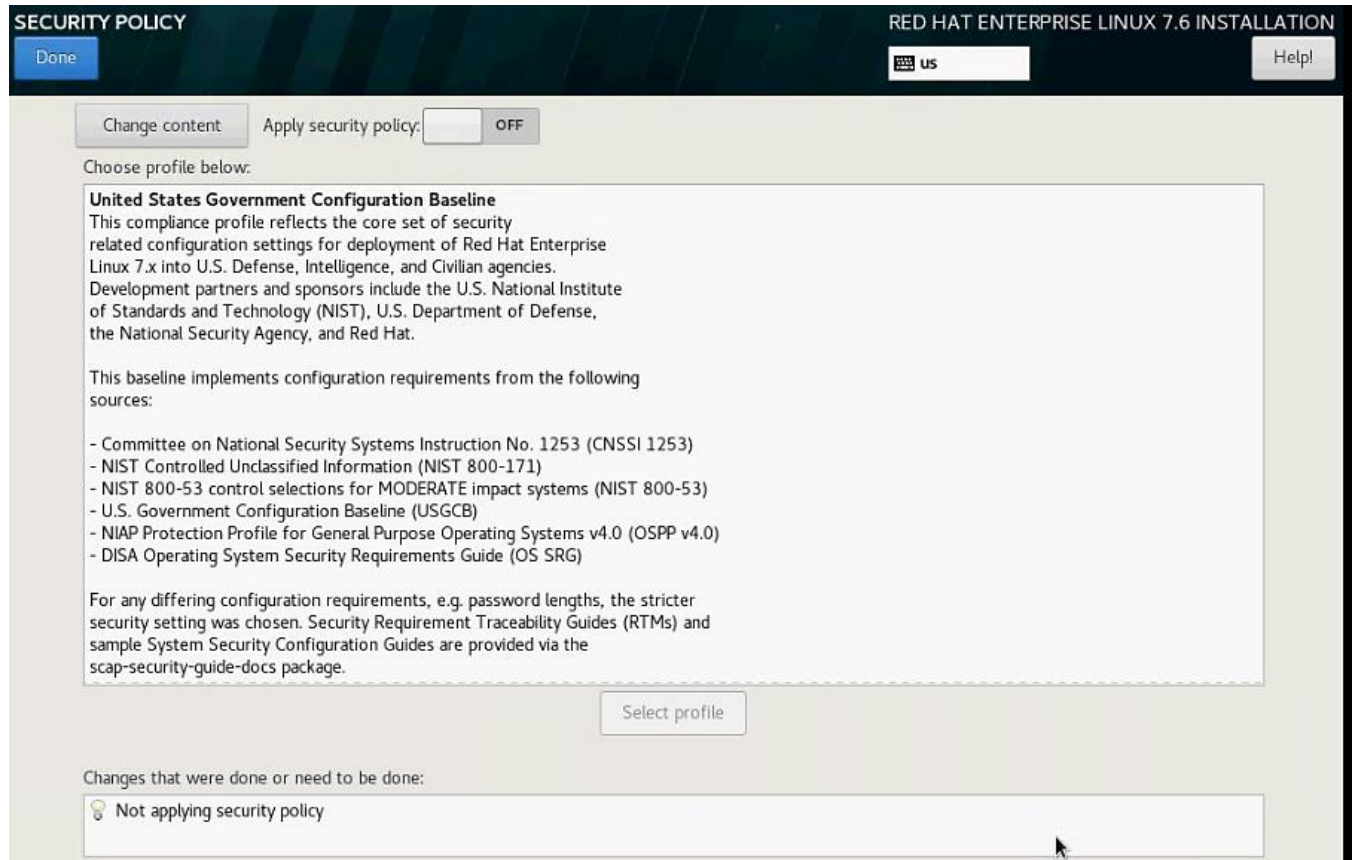 SECURITY POLICY
RED HAT ENTERPRISE LINUX 7.6 INSTALLATION
Done
us
Help!
Change content
Apply security policy:
OFF
Choose profile below:
United States Government Configuration Baseline
This compliance profile reflects the core set of security
related configuration settings for deployment of Red Hat Enterprise
Linux 7.x into U.S. Defense, Intelligence, and Civilian agencies.
Development partners and sponsors include the U.S. National Institute
of Standards and Technology (NIST), U.S. Department of Defense,
the National Security Agency, and Red Hat.
This baseline implements configuration requirements from the following
sources:
- Committee on National Security Systems Instruction No. 1253 (CNSSI 1253)
- NIST Controlled Unclassified Information (NIST 800-171)
- NIST 800-53 control selections for MODERATE impact systems (NIST 800-53)
- U.S. Government Configuration Baseline (USGCB)
- NIAP Protection Profile for General Purpose Operating Systems v4.0 (OSPP v4.0)
- DISA Operating System Security Requirements Guide (OS SRG)
For any differing configuration requirements, e.g. password lengths, the stricter
security setting was chosen. Security Requirement Traceability Guides (RTMs) and
sample System Security Configuration Guides are provided via the
scap-security-guide-docs package.
Select profile
Changes that were done or need to be done:
Not applying security policy